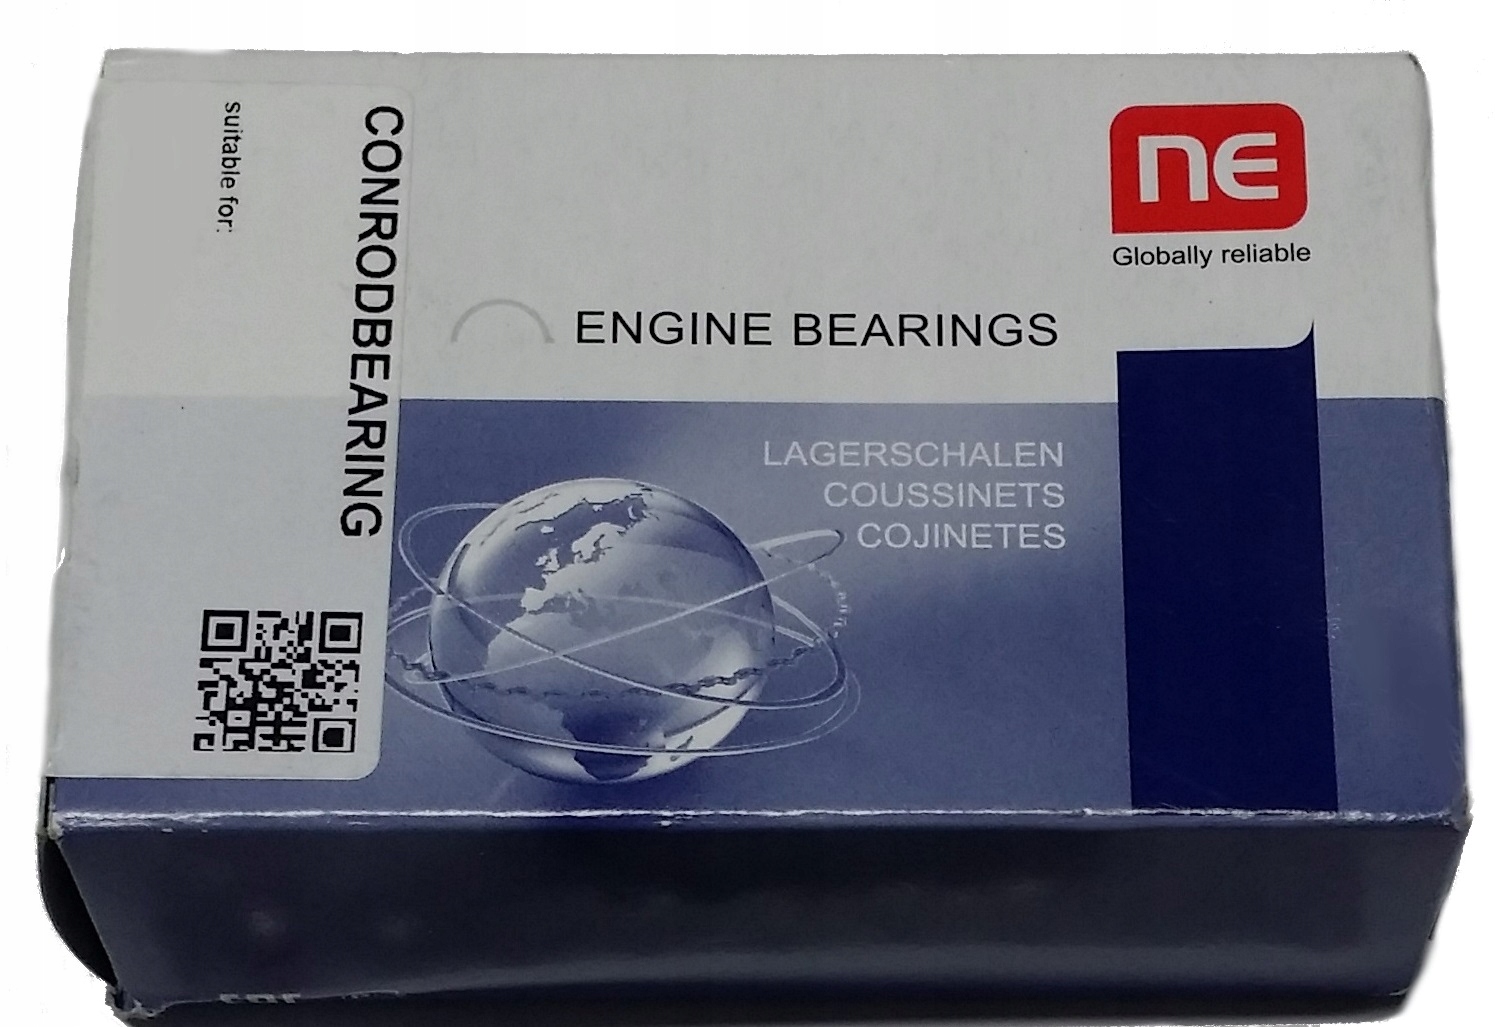 CONRODBEARING
suitable for:
ne
Globally reliable
ENGINE BEARINGS
LAGERSCHALEN
COUSSINETS
COJINETES